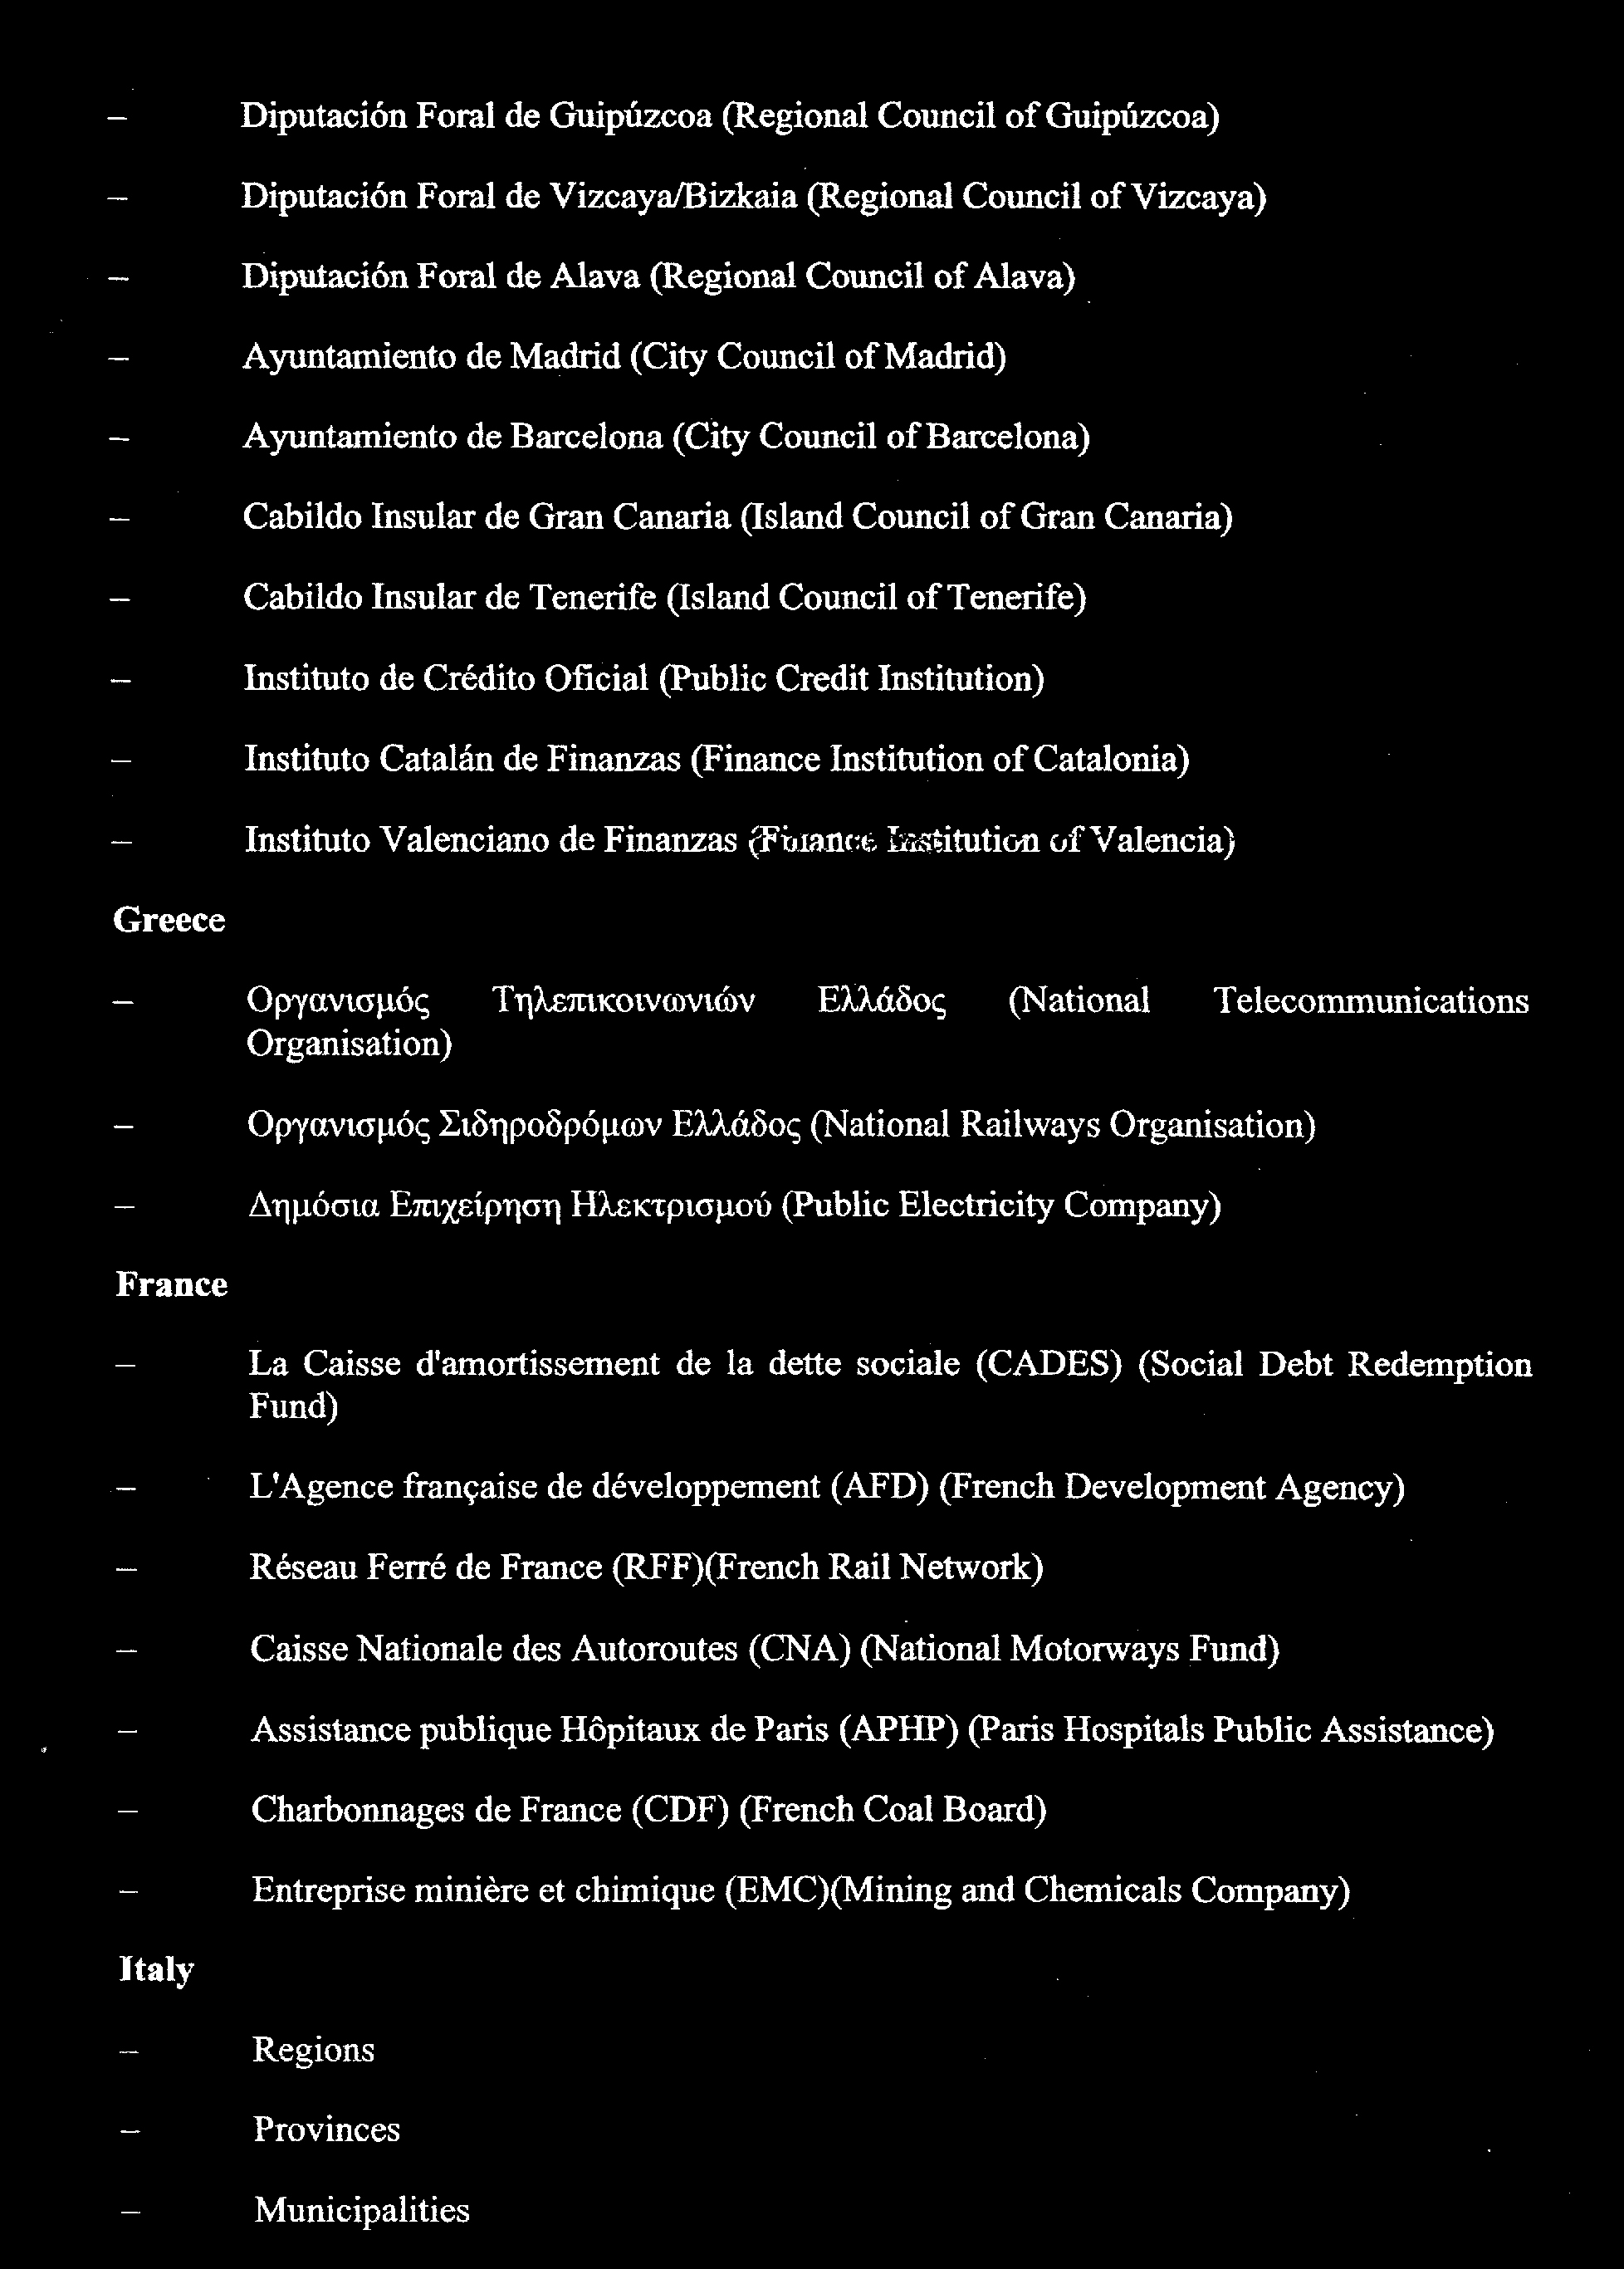 – Diputación Foral de Guipúzcoa (Regional Council of Guipúzcoa)
– Diputación Foral de Vizcaya/Bizkaia (Regional Council of Vizcaya)
– Diputación Foral de Alava (Regional Council of Alava)
– Ayuntamiento de Madrid (City Council of Madrid)
– Ayuntamiento de Barcelona (City Council of Barcelona)
– Cabildo Insular de Gran Canaria (Island Council of Gran Canaria)
– Cabildo Insular de Tenerife (Island Council of Tenerife)
– Instituto de Crédito Oficial (Public Credit Institution)
– Instituto Catalán de Finanzas (Finance Institution of Catalonia)
– Instituto Valenciano de Finanzas (Finance Institution of Valencia)
Greece
– Οργανισμός Τηλεπικοινωνιών Ελλάδος (National Telecommunications
Organisation)
– Οργανισμός Σιδηροδρόμων Ελλάδος (National Railways Organisation)
– Δημόσια Επιχείρηση Ηλεκτρισμού (Public Electricity Company)
France
– La Caisse d'amortissement de la dette sociale (CADES) (Social Debt Redemption
Fund)
– L'Agence française de développement (AFD) (French Development Agency)
– Réseau Ferré de France (RFF)(French Rail Network)
– Caisse Nationale des Autoroutes (CNA) (National Motorways Fund)
– Assistance publique Hôpitaux de Paris (APHP) (Paris Hospitals Public Assistance)
– Charbonnages de France (CDF) (French Coal Board)
– Entreprise minière et chimique (EMC)(Mining and Chemicals Company)
Italy
– Regions
– Provinces
– Municipalities